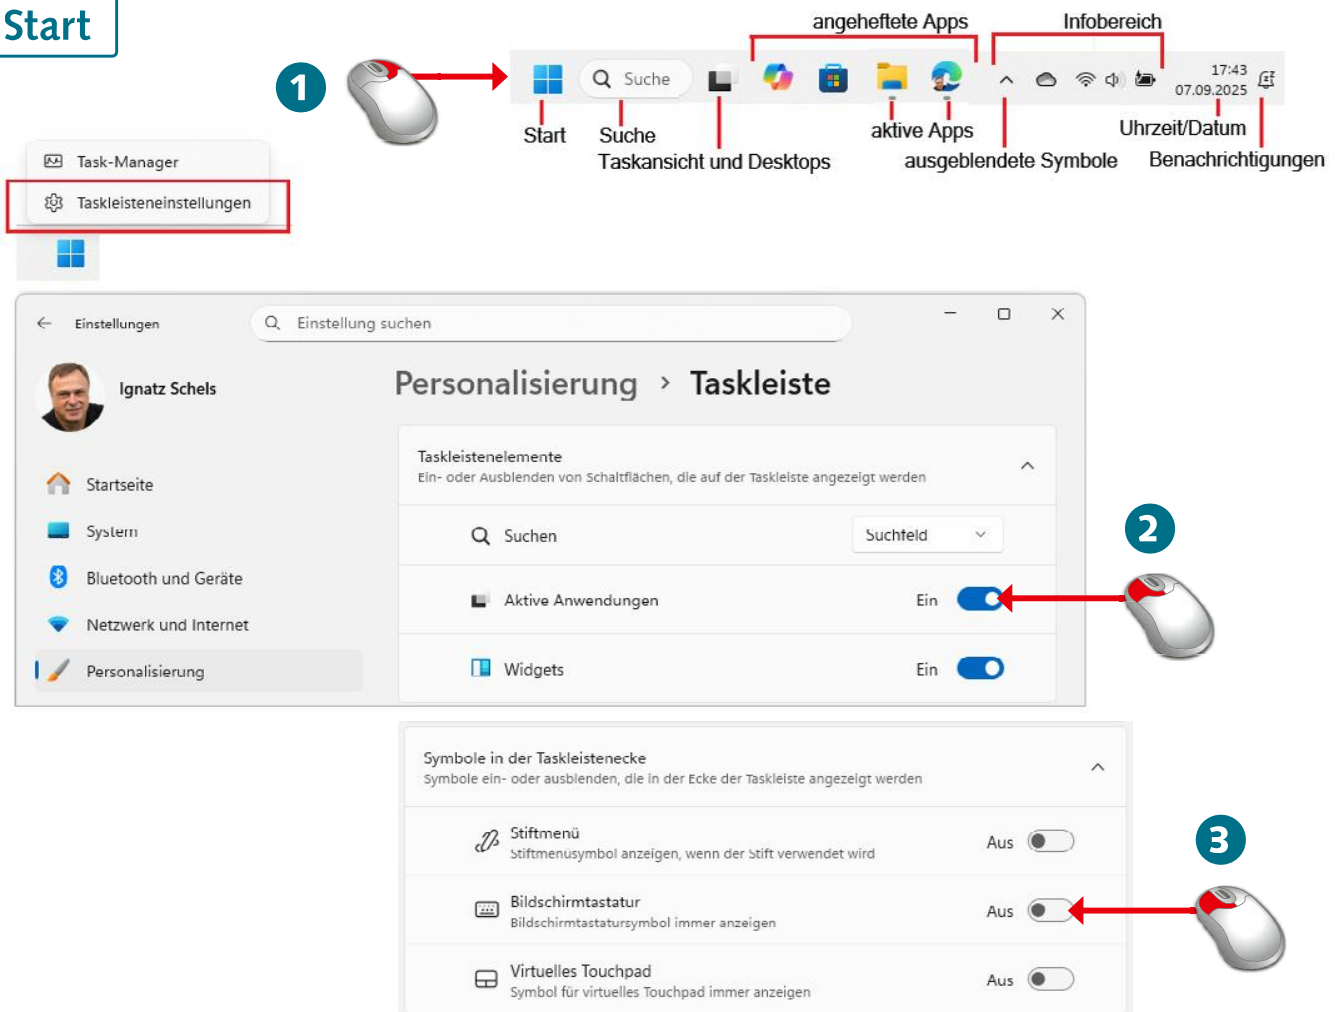 Start
angeheftete Apps
Infobereich
1
Suche
17:43
07.09.2025
Start
Suche
aktive Apps
Uhrzeit/Datum
Taskansicht und Desktops
ausgeblendete Symbole
Benachrichtigungen
Task-Manager
Taskleisteneinstellungen
Einstellungen
Einstellung suchen
Ignatz Schels
Personalisierung > Taskleiste
Taskleistenelemente
Ein- oder Ausblenden von Schaltflächen, die auf der Taskleiste angezeigt werden
Startseite
System
Bluetooth und Geräte
Netzwerk und Internet
Personalisierung
Suchen
Suchfeld
2
Aktive Anwendungen
Ein
Widgets
Ein
Symbole in der Taskleistenecke
Symbole ein- oder ausblenden, die in der Ecke der Taskleiste angezeigt werden
Stiftmenü
Stiftmenüsymbol anzeigen, wenn der Stift verwendet wird
Aus
3
Bildschirmtastatur
Bildschirmtastatursymbol immer anzeigen
Aus
Virtuelles Touchpad
Symbol für virtuelles Touchpad immer anzeigen
Aus